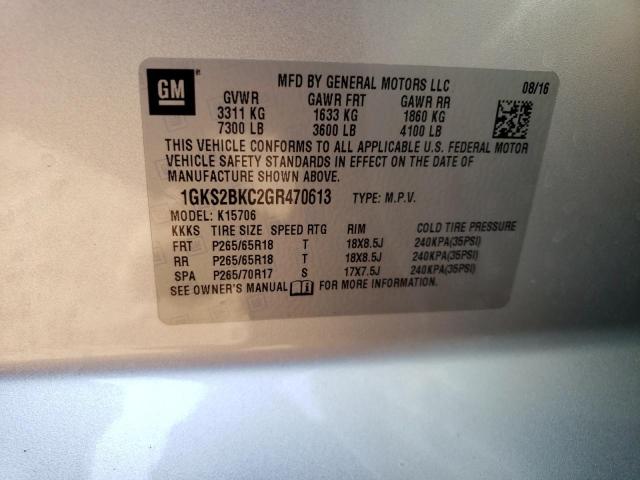 GM
MFD BY GENERAL MOTORS LLC 08/16
GVWR GAWR FRT GAWR RR
3311 KG 1633 KG 1860 KG
7300 LB 3600 LB 4100 LB
THIS VEHICLE CONFORMS TO ALL APPLICABLE U.S. FEDERAL MOTOR
VEHICLE SAFETY STANDARDS IN EFFECT ON THE DATE OF
MANUFACTURE SHOWN ABOVE.
1GKS2BKC2GR470613 TYPE: M.P.V.
MODEL: K15706
KKKS TIRE SIZE SPEED RTG RIM COLD TIRE PRESSURE
FRT P265/65R18 T 18X8.5J 240KPA(35PSI)
RR P265/65R18 T 18X8.5J 240KPA(35PSI)
SPA P265/70R17 S 17X7.5J 240KPA(35PSI)
SEE OWNER'S MANUAL FOR MORE INFORMATION.